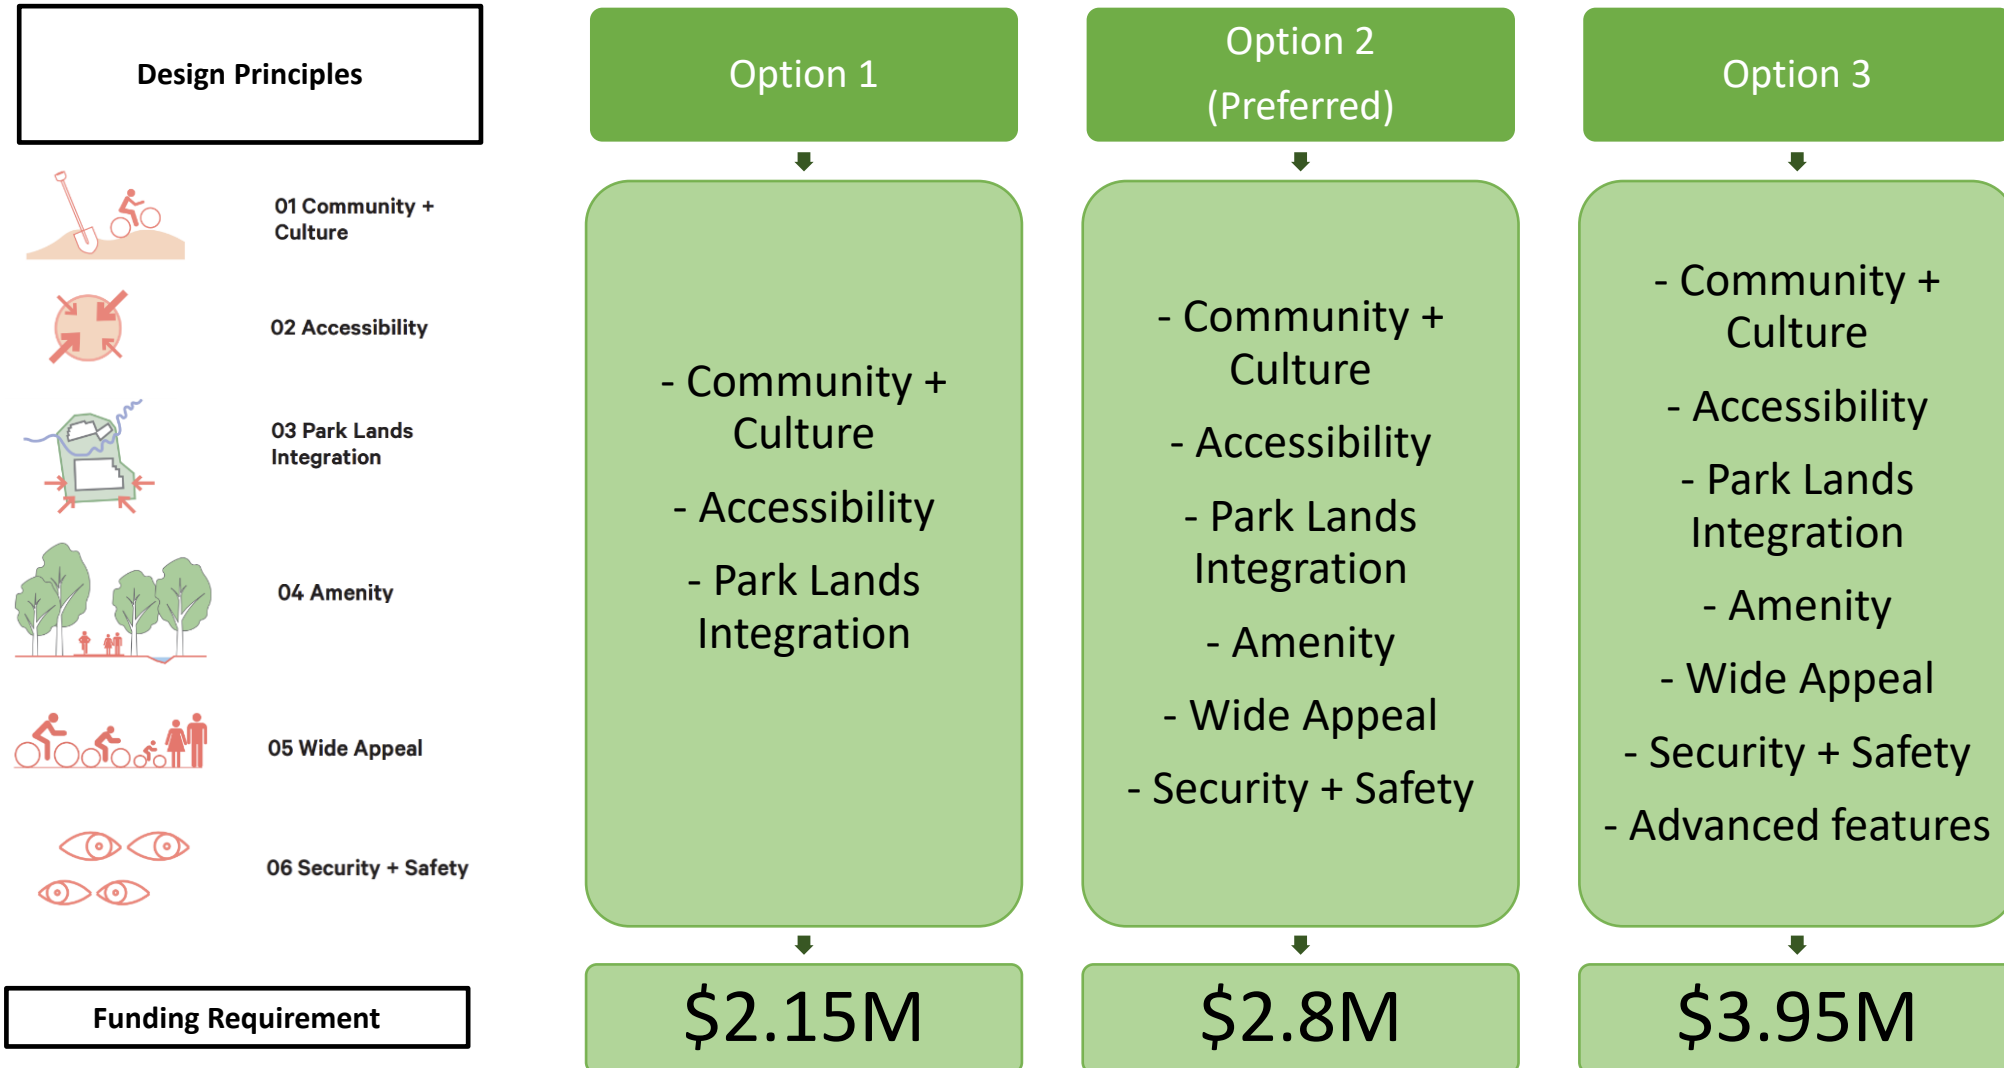 Design Principles
01 Community +
Culture
02 Accessibility
03 Park Lands
Integration
04 Amenity
05 Wide Appeal
06 Security + Safety
Funding Requirement
Option 1
- Community +
Culture
- Accessibility
- Park Lands
Integration
$2.15M
Option 2
(Preferred)
- Community +
Culture
- Accessibility
- Park Lands
Integration
- Amenity
- Wide Appeal
- Security + Safety
$2.8M
Option 3
- Community +
Culture
- Accessibility
- Park Lands
Integration
- Amenity
- Wide Appeal
- Security + Safety
- Advanced features
$3.95M